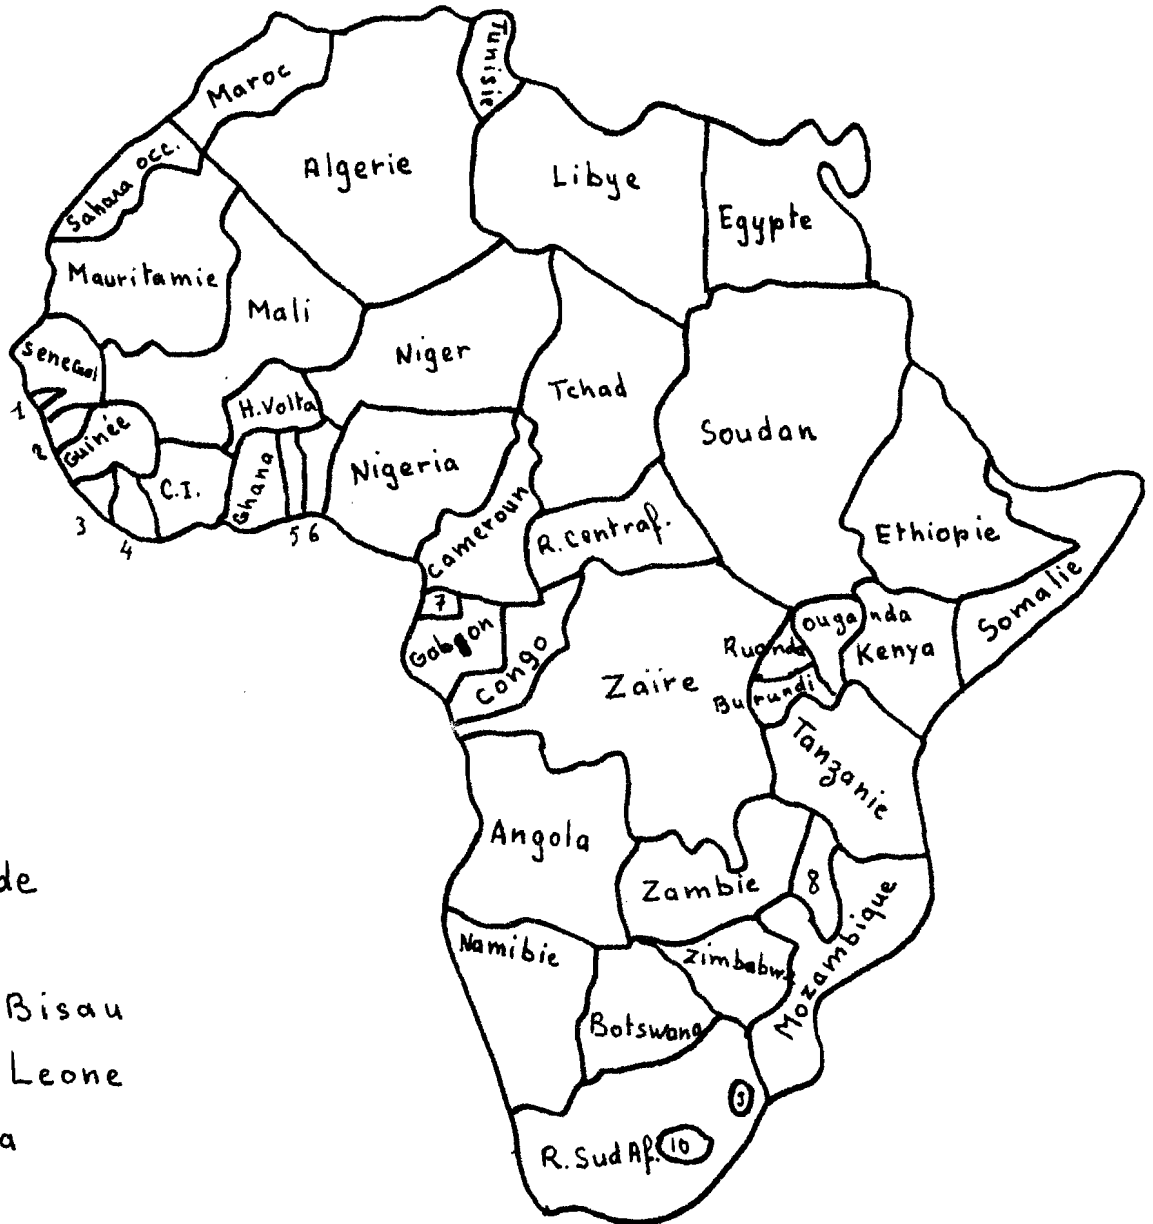 Tunisie
Maroc
Algerie
Libye
Egypte
Sahara occ.
Mauritamie
Mali
Niger
Tchad
Soudan
Senegal
1
2
Guinée
H.Volta
C.I.
Ghana
Nigeria
3
4
5 6
Cameroun
R. Centraf.
Ethiopie
Somalie
7
Gabon
Congo
Zaïre
Ouganda
Kenya
Ruanda
Burundi
Tanzanie
Angola
Zambie
8
de
Mozambique
Namibie
Zimbabwe
Bisau
Botswana
Leone
9
a
R. Sud Af.
10